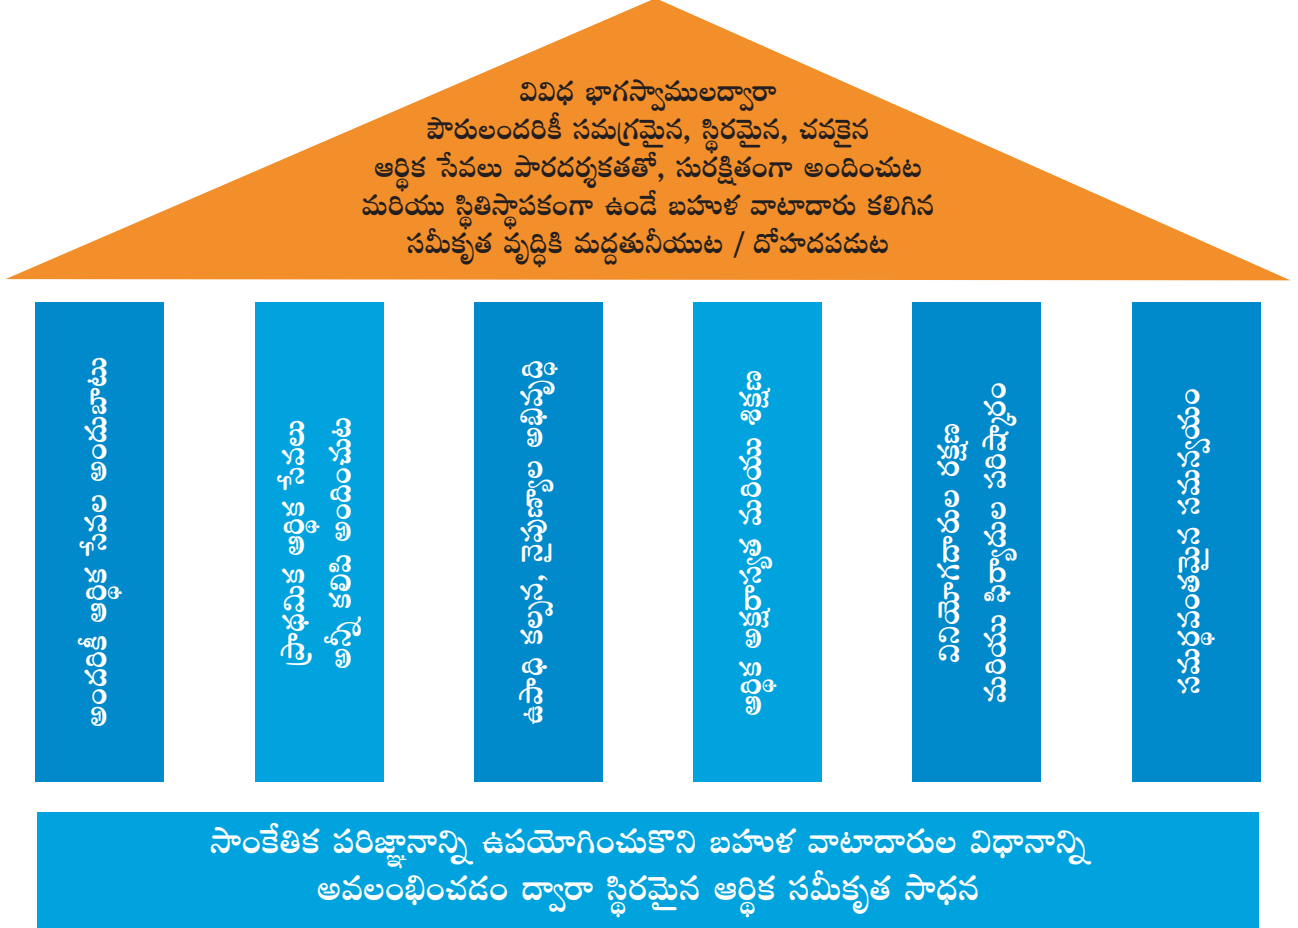 వివిధ భాగస్వాములద్వారా
పౌరులందరికీ సమగ్రమైన, స్థిరమైన, చవకైన
ఆర్థిక సేవలు పారదర్శకతతో, సురక్షితంగా అందించుట
మరియు స్థితిస్థాపకంగా ఉండే బహుళ వాటాదారు కలిగిన
సమీకృత వృద్ధికి మద్దతునీయుట / దోహదపడుట
అందరికీ ఆర్థిక సేవల అందుబాటు
ప్రాథమిక ఆర్థిక సేవలు
అన్నీ కలిపి అందించుట
ఉపాధి కల్పన, నైపుణ్యాల అభివృద్ధి
ఆర్థిక అక్షరాస్యత మరియు శిక్షణ
వినియోగదారుల రక్షణ
మరియు ఫిర్యాదుల పరిష్కారం
సమర్థవంతమైన సమన్వయం
సాంకేతిక పరిజ్ఞానాన్ని ఉపయోగించుకొని బహుళ వాటాదారుల విధానాన్ని
అవలంభించడం ద్వారా స్థిరమైన ఆర్థిక సమీకృత సాధన